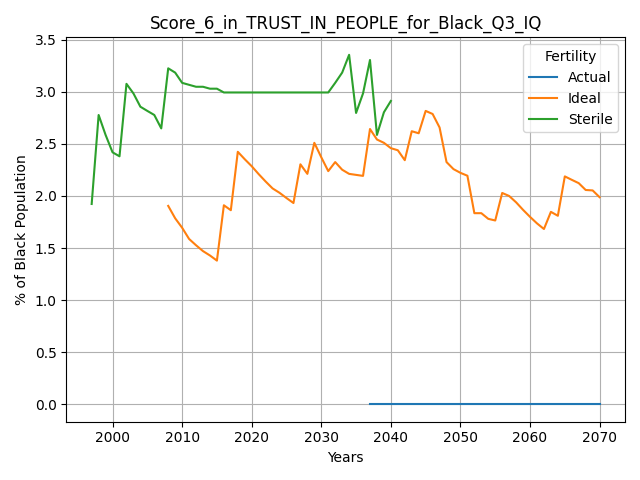 Score_6_in_TRUST_IN_PEOPLE_for_Black_Q3_IQ
% of Black Population
3.5
3.0
2.5
2.0
1.5
1.0
0.5
0.0
Fertility
Actual
Ideal
Sterile
2000 2010 2020 2030 2040 2050 2060 2070
Years